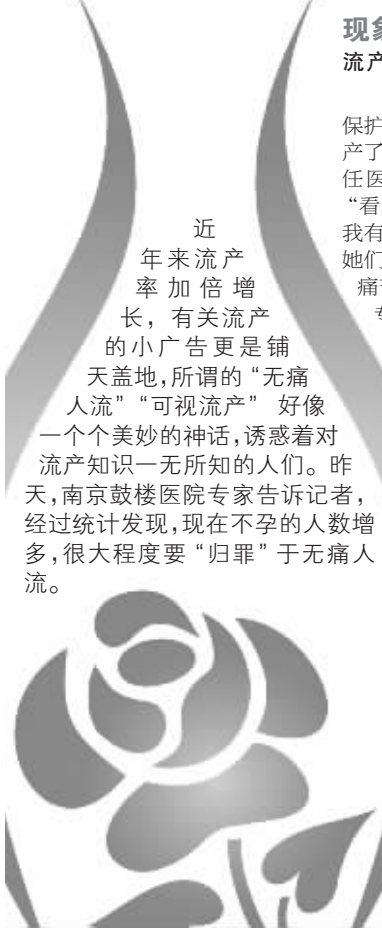 近
年来流产
率加倍增
长，有关流产
的小广告更是铺
天盖地，所谓的“无痛
人流”“可视流产” 好像
一个个美妙的神话，诱惑着对
流产知识一无所知的人们。昨
天，南京鼓楼医院专家告诉记者，
经过统计发现，现在不孕的人数增
多，很大程度要“归罪”于无痛人
流。
现
流产
保护
产了
任医
“看
我有
她们